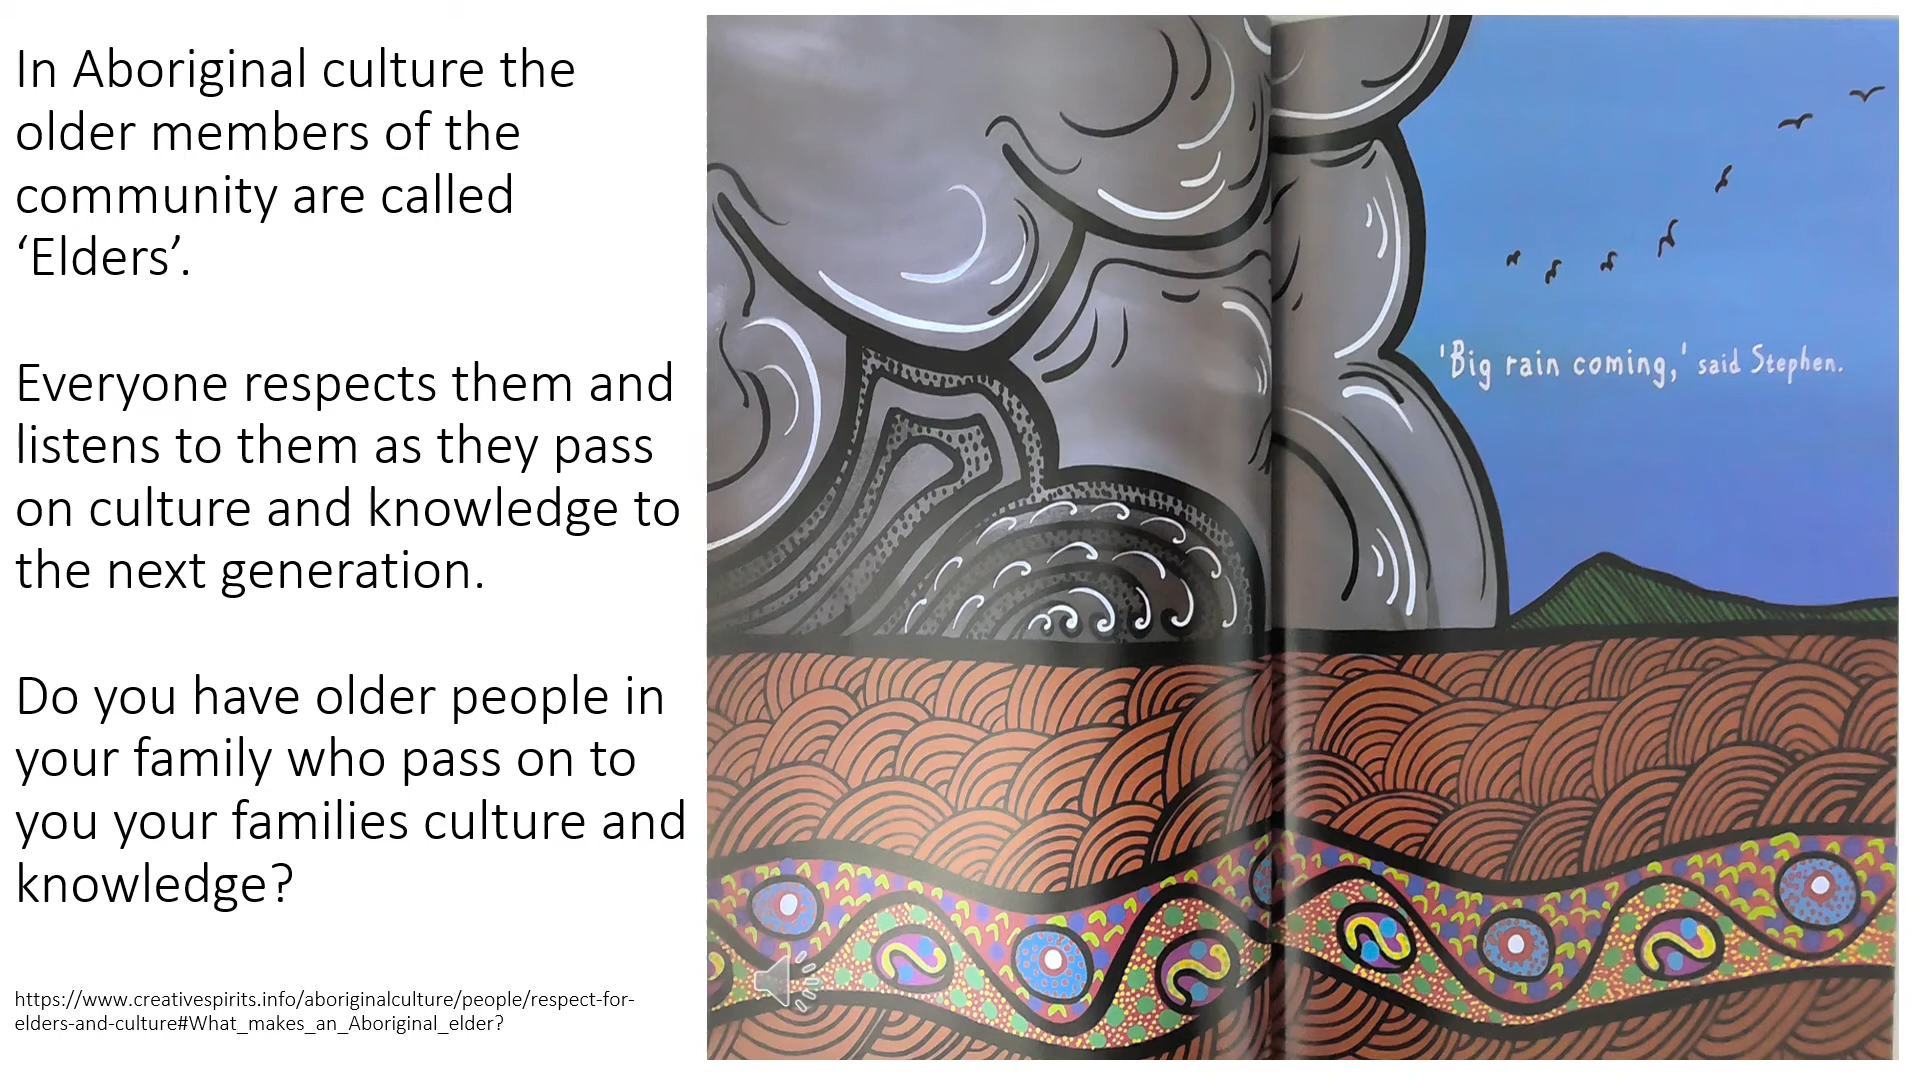 In Aboriginal culture the
older members of the
community are called
‘Elders’.
Everyone respects them and
listens to them as they pass
on culture and knowledge to
the next generation.
Do you have older people in
your family who pass on to
you your families culture and
knowledge?
https://www.creativespirits.info/aboriginalculture/people/respect-for-
elders-and-culture#What_makes_an_Aboriginal_elder?
'Big rain coming,' said Stephen.